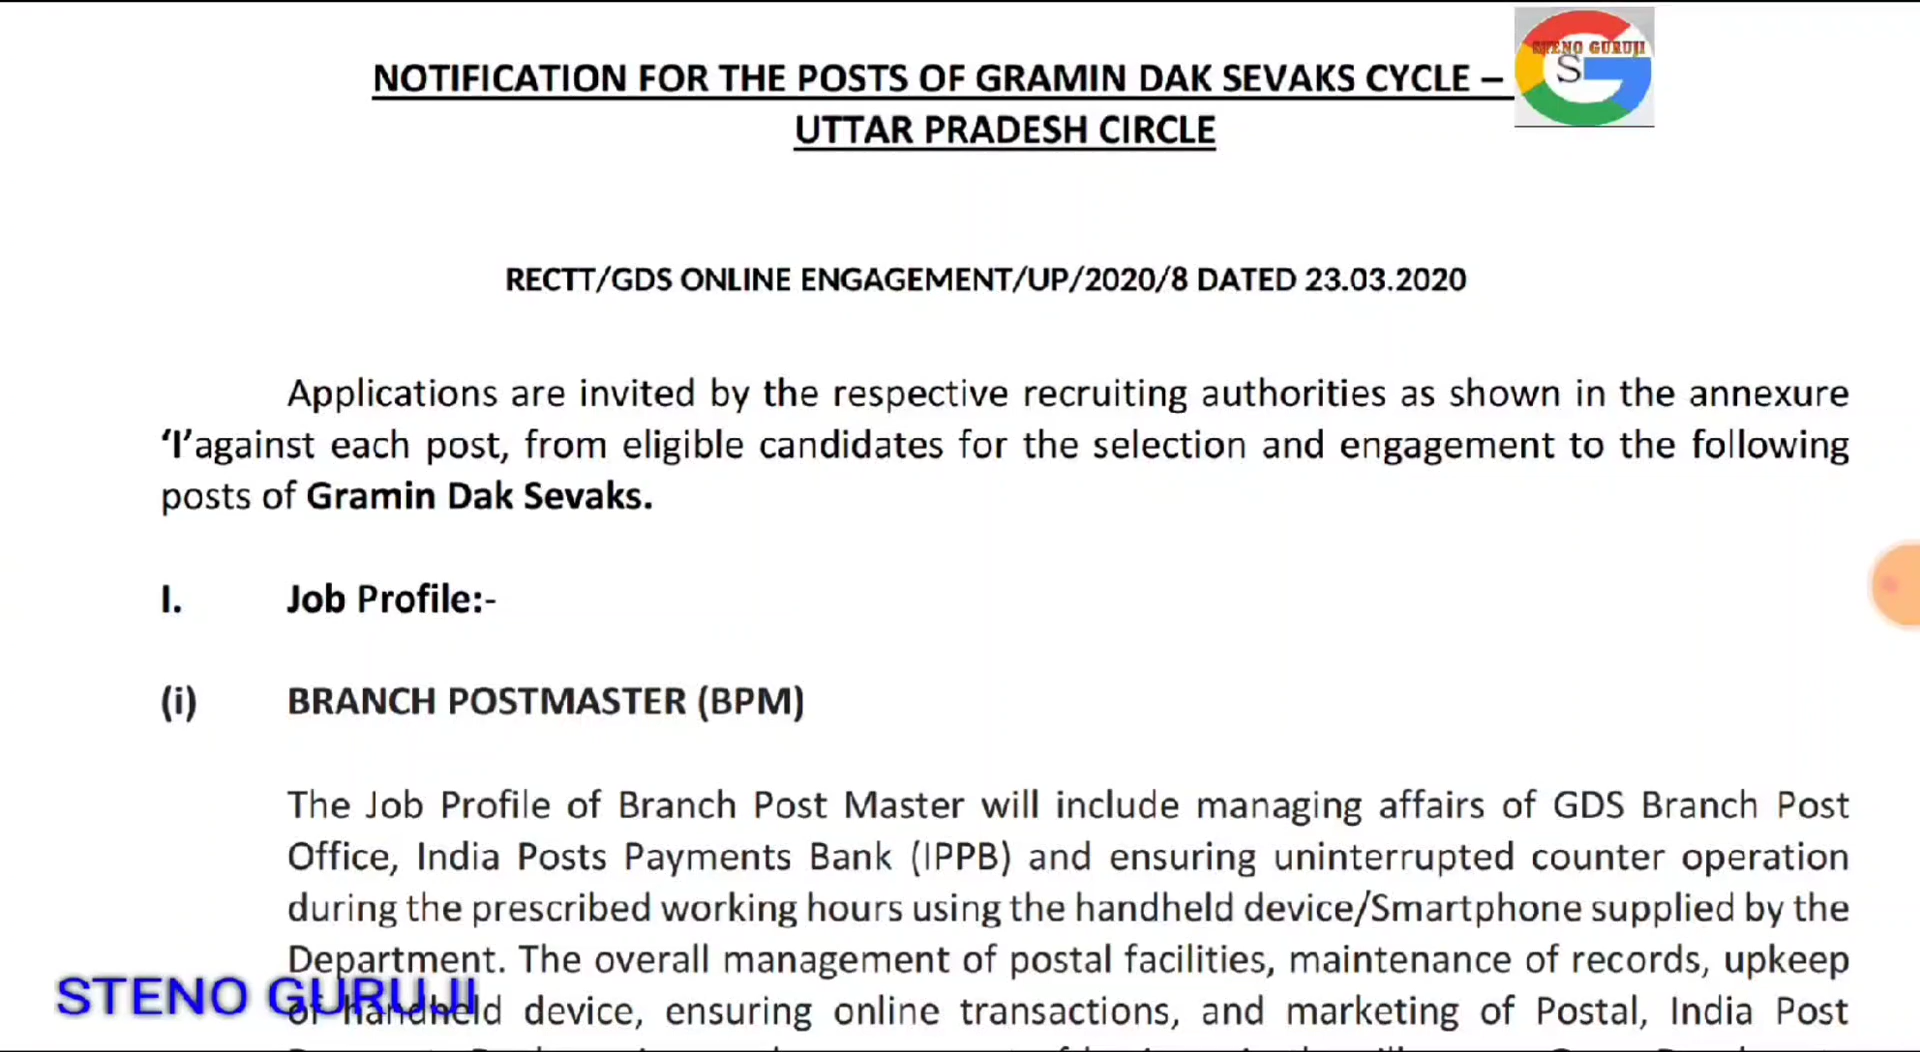 STENO GURUJI
S
NOTIFICATION FOR THE POSTS OF GRAMIN DAK SEVAKS CYCLE –
UTTAR PRADESH CIRCLE
RECTT/GDS ONLINE ENGAGEMENT/UP/2020/8 DATED 23.03.2020
Applications are invited by the respective recruiting authorities as shown in the annexure
‘I’against each post, from eligible candidates for the selection and engagement to the following
posts of Gramin Dak Sevaks.
I. Job Profile:-
(i) BRANCH POSTMASTER (BPM)
The Job Profile of Branch Post Master will include managing affairs of GDS Branch Post
Office, India Posts Payments Bank (IPPB) and ensuring uninterrupted counter operation
during the prescribed working hours using the handheld device/Smartphone supplied by the
Department. The overall management of postal facilities, maintenance of records, upkeep
of handheld device, ensuring online transactions, and marketing of Postal, India Post
STENO GURUJI